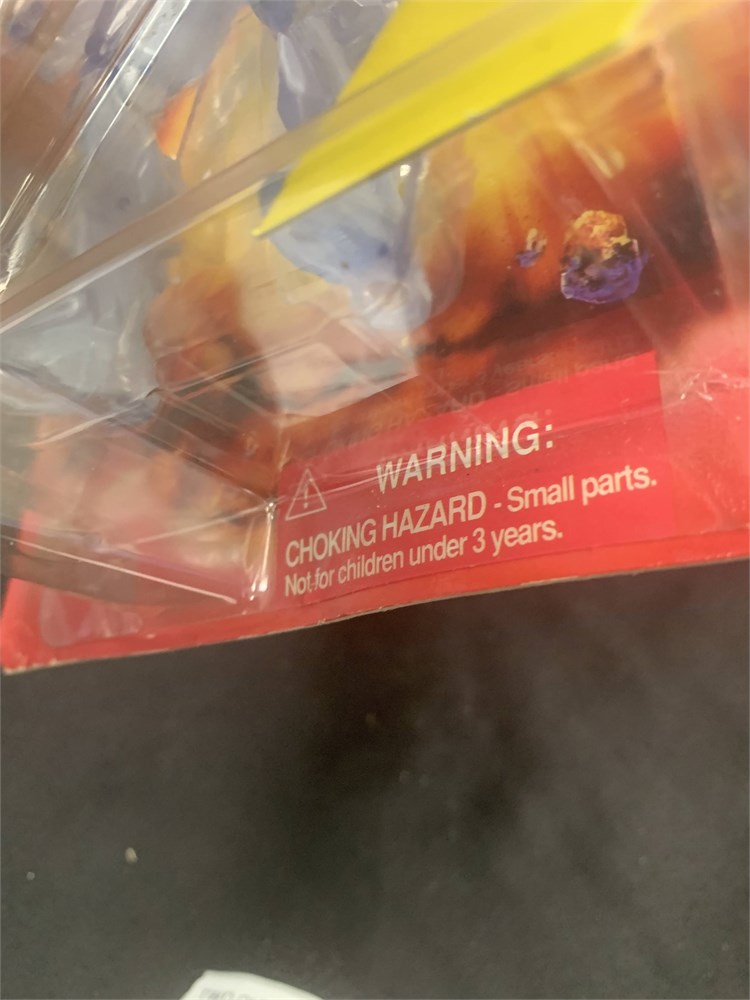 WARNING:
CHOKING HAZARD - Small parts.
Not for children under 3 years.